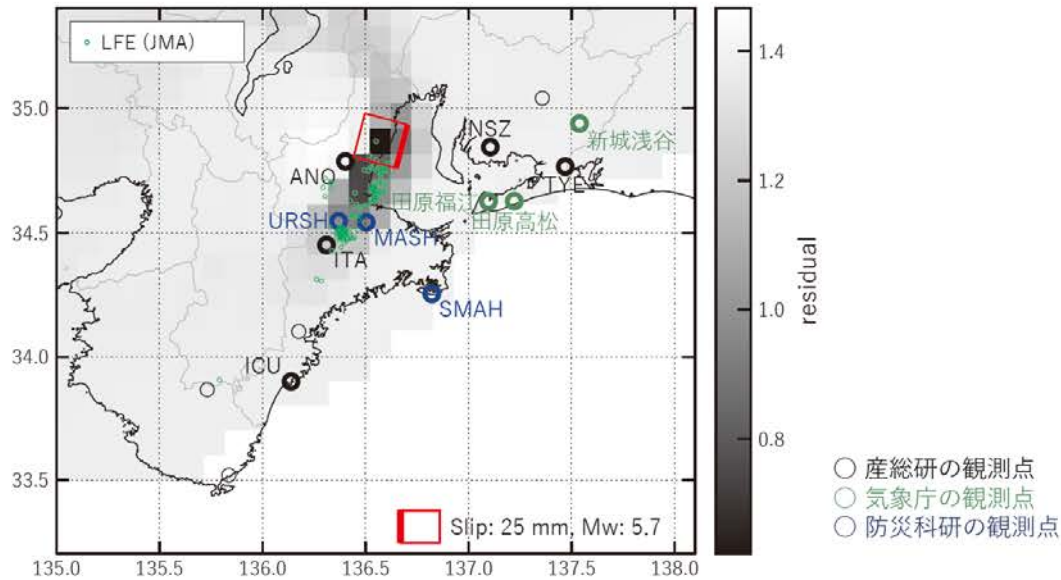 LFE (JMA)
35.0
34.5
34.0
33.5
135.0
135.5
136.0
136.5
137.0
137.5
138.0
NSZ
新城浅谷
ANO
TYE
田原福江
田原高松
URSH
MASH
ITA
SMAH
ICU
Slip: 25 mm, Mw: 5.7
1.4
1.2
1.0
0.8
residual
産総研の観測点
気象庁の観測点
防災科研の観測点